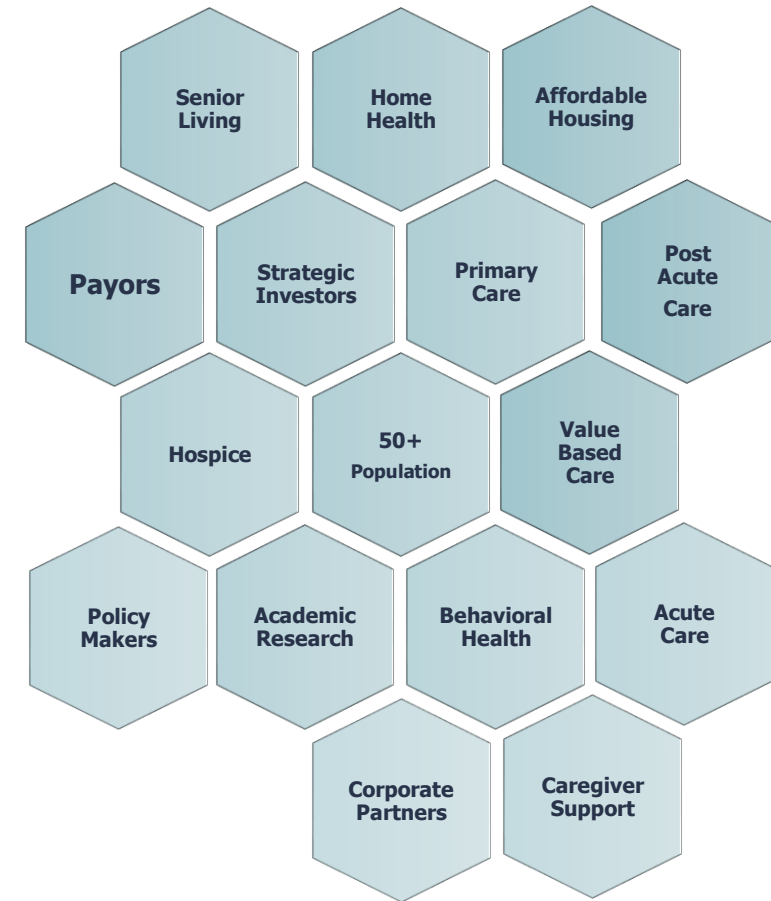 Senior
Living
Home
Health
Affordable
Housing
Payors
Strategic
Investors
Primary
Care
Post
Acute
Care
Hospice
50+
Population
Value
Based
Care
Policy
Makers
Academic
Research
Behavioral
Health
Acute
Care
Corporate
Partners
Caregiver
Support